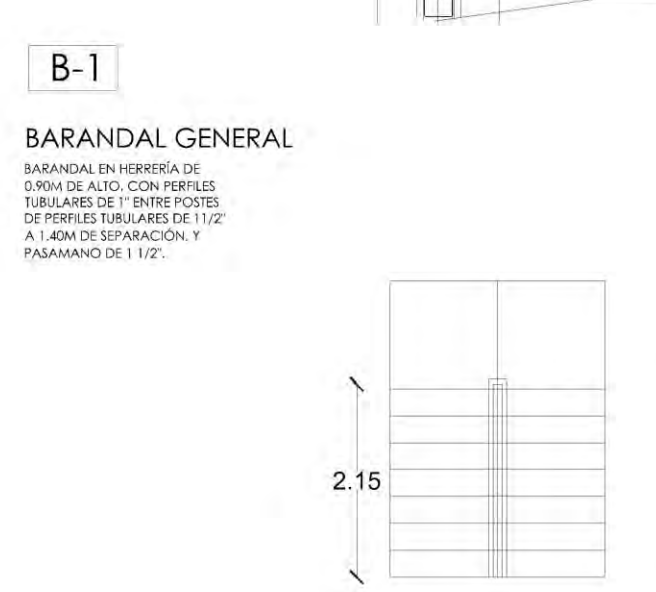 B-1
BARANDAL GENERAL
BARANDAL EN HERRERÍA DE
0.90M DE ALTO, CON PERFILES
TUBULARES DE 1" ENTRE POSTES
DE PERFILES TUBULARES DE 11/2"
A 1.40M DE SEPARACIÓN, Y
PASAMANO DE 1 1/2".
2.15